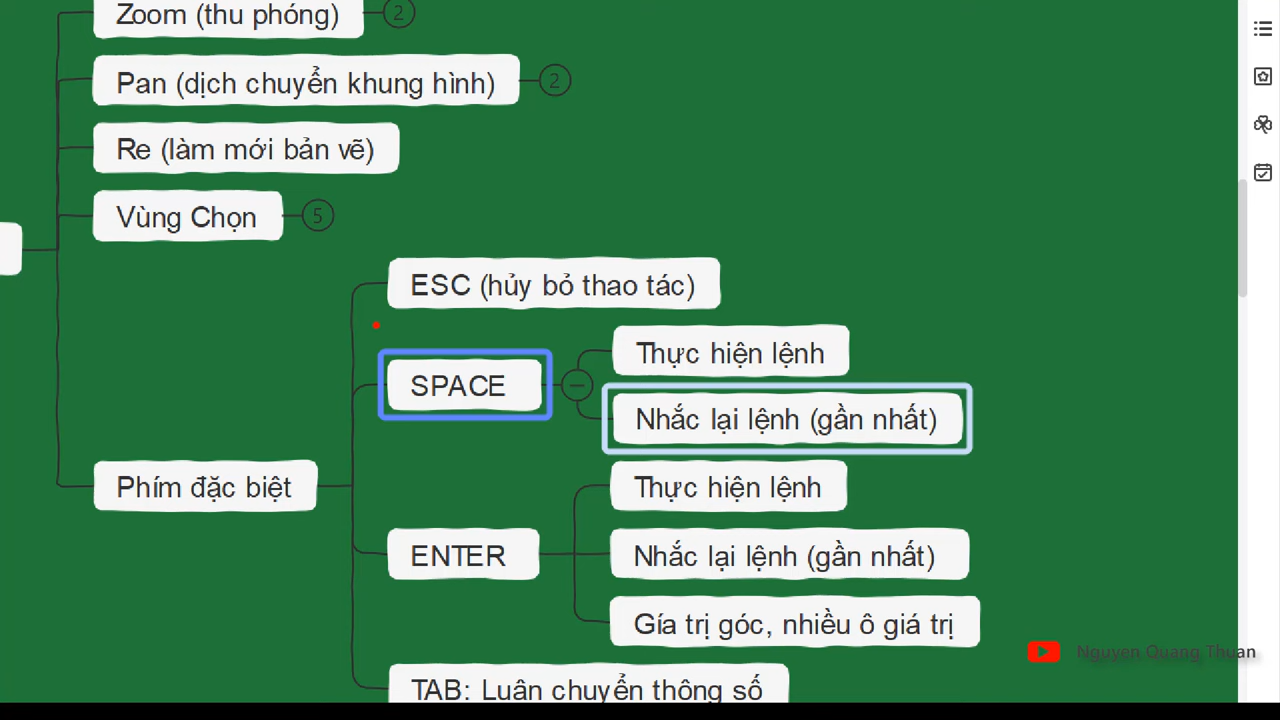 Zoom (thu phóng)
2
Pan (dịch chuyển khung hình)
2
Re (làm mới bản vẽ)
Vùng Chọn
5
ESC (hủy bỏ thao tác)
SPACE
Thực hiện lệnh
Nhắc lại lệnh (gần nhất)
Phím đặc biệt
ENTER
Thực hiện lệnh
Nhắc lại lệnh (gần nhất)
Gía trị góc, nhiều ô giá trị
TAB: Luân chuyển thông số
Nguyen Quang Thuan